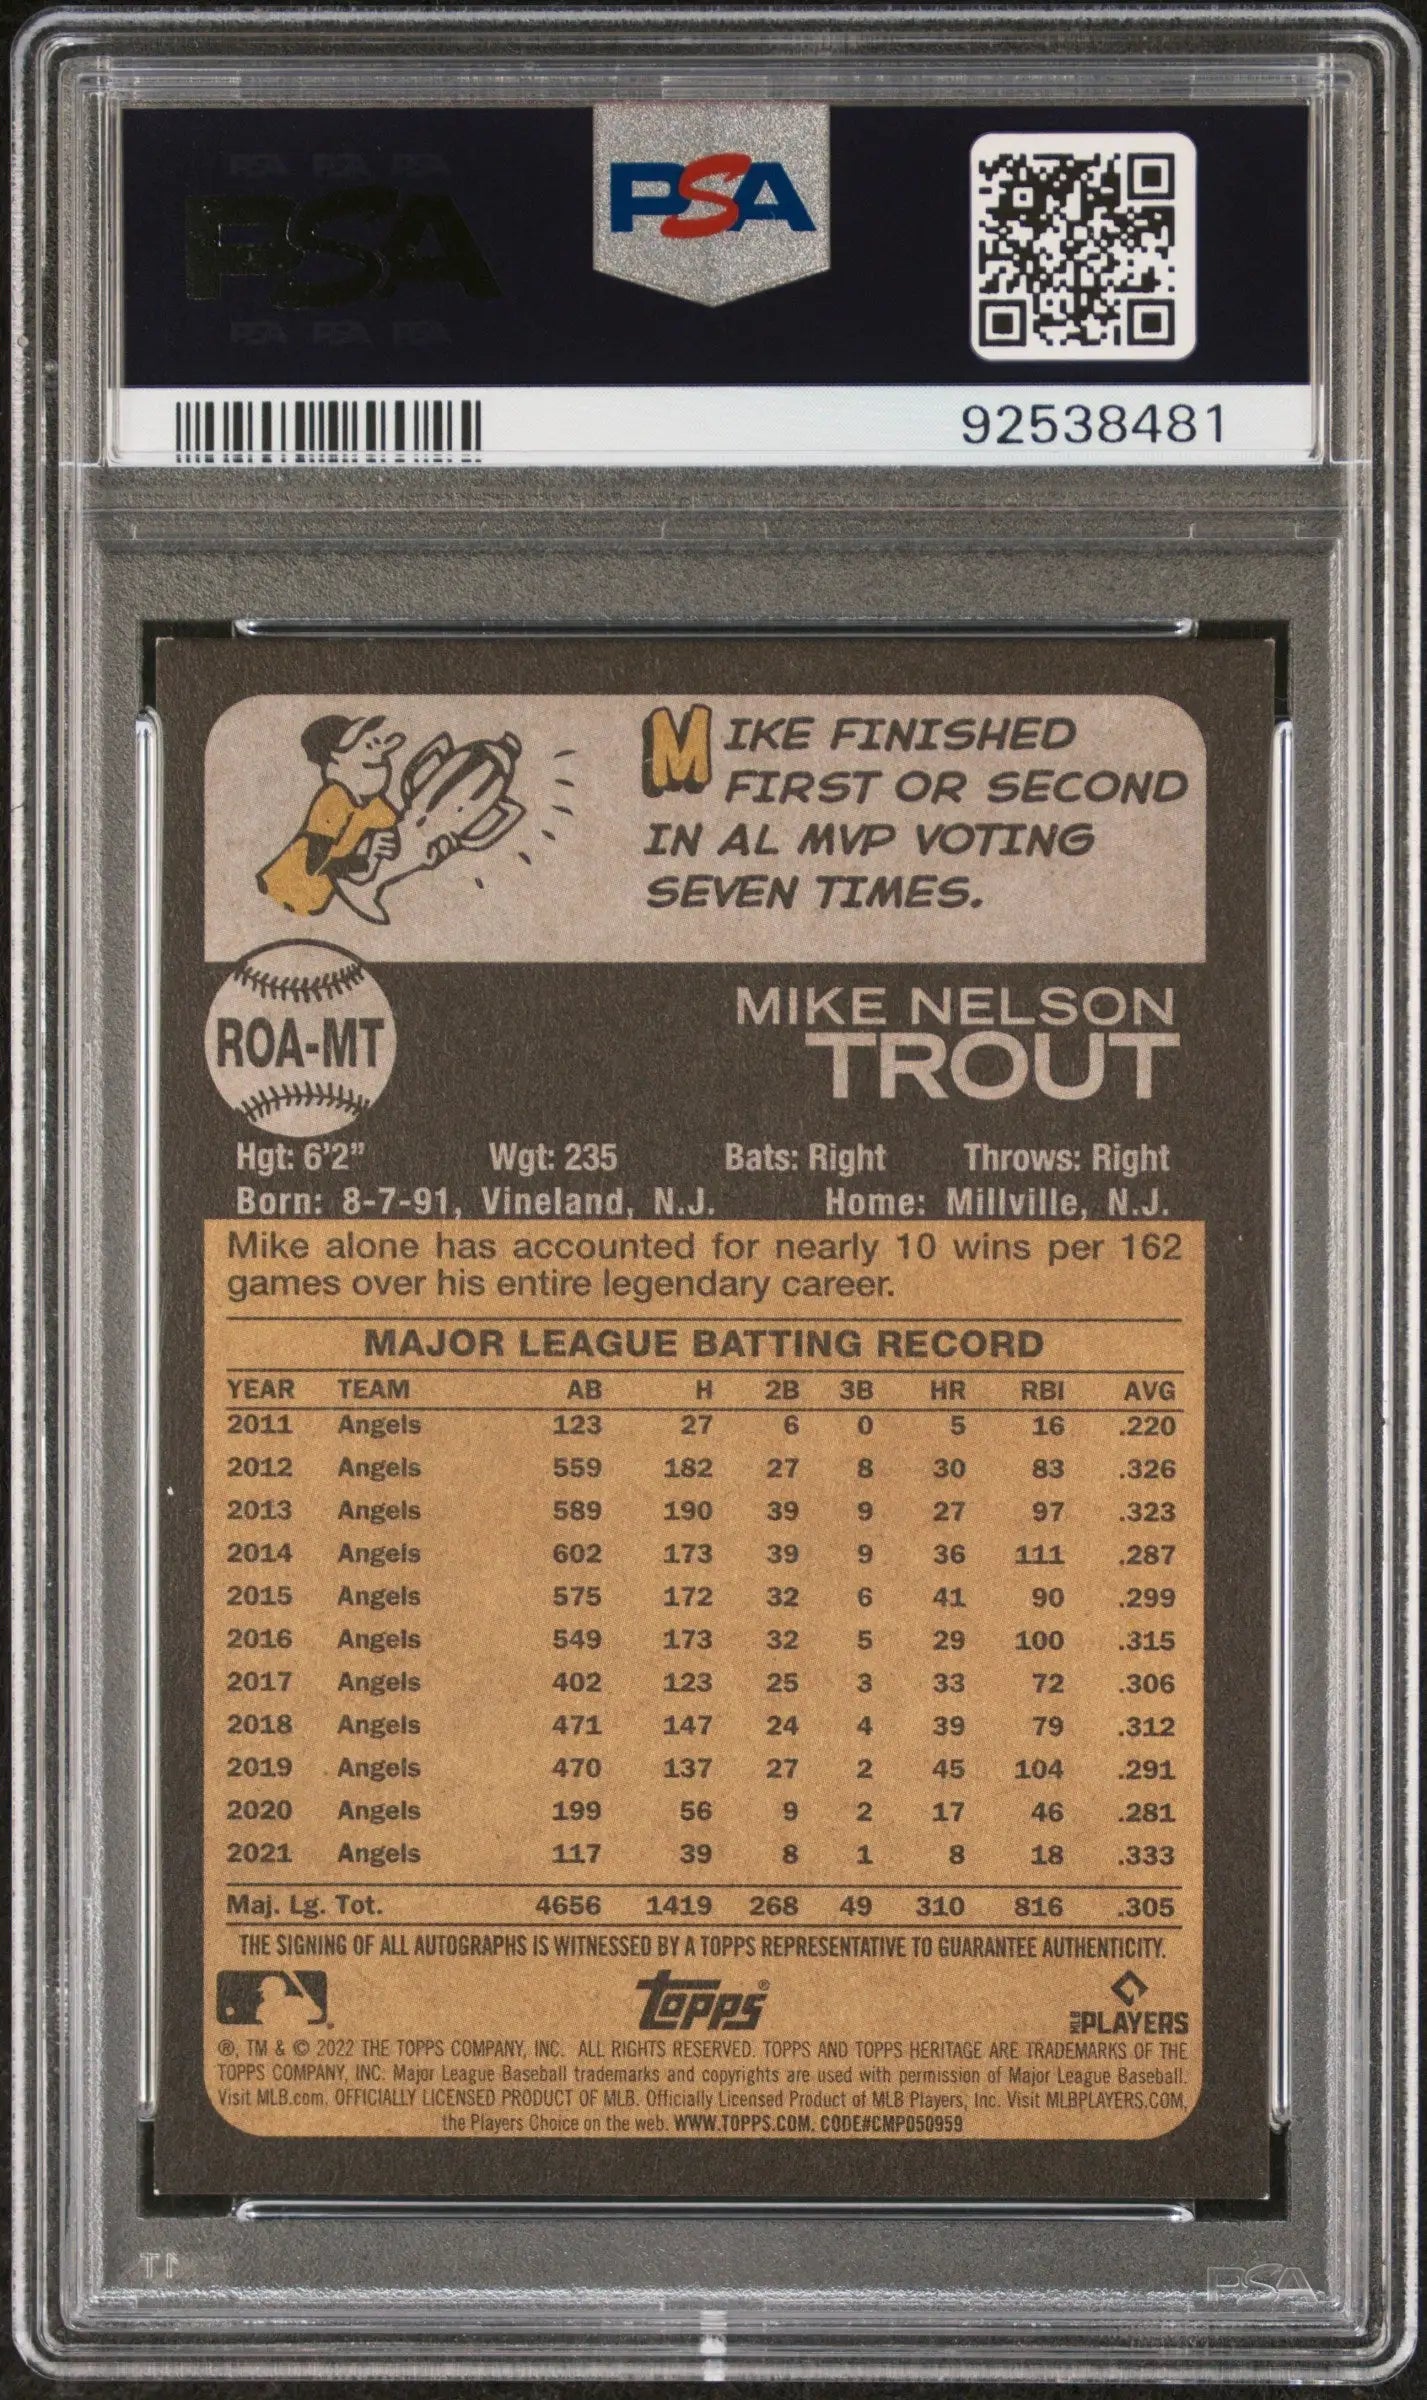 PSA PSA PSA
PSA
PSA PSA PSA
PSA
92538481
MIKE FINISHED
FIRST OR SECOND
IN AL MVP VOTING
SEVEN TIMES.
ROA-MT
MIKE NELSON
TROUT
Hgt: 6'2" Wgt: 235 Bats: Right Throws: Right
Born: 8-7-91, Vineland, N.J. Home: Millville, N.J.
Mike alone has accounted for nearly 10 wins per 162
games over his entire legendary career.
MAJOR LEAGUE BATTING RECORD
YEAR TEAM AB H 2B 3B HR RBI AVG
2011 Angels 123 27 6 0 5 16 .220
2012 Angels 559 182 27 8 30 83 .326
2013 Angels 589 190 39 9 27 97 .323
2014 Angels 602 173 39 9 36 111 .287
2015 Angels 575 172 32 6 41 90 .299
2016 Angels 549 173 32 5 29 100 .315
2017 Angels 402 123 25 3 33 72 .306
2018 Angels 471 147 24 4 39 79 .312
2019 Angels 470 137 27 2 45 104 .291
2020 Angels 199 56 9 2 17 46 .281
2021 Angels 117 39 8 1 8 18 .333
Maj. Lg. Tot. 4656 1419 268 49 310 816 .305
THE SIGNING OF ALL AUTOGRAPHS IS WITNESSED BY A TOPPS REPRESENTATIVE TO GUARANTEE AUTHENTICITY.
Topps®
MLB PLAYERS
®, TM & © 2022 THE TOPPS COMPANY, INC. ALL RIGHTS RESERVED. TOPPS AND TOPPS HERITAGE ARE TRADEMARKS OF THE
TOPPS COMPANY, INC. Major League Baseball trademarks and copyrights are used with permission of Major League Baseball.
Visit MLB.com. OFFICIALLY LICENSED PRODUCT OF MLB. Officially Licensed Product of MLB Players, Inc. Visit MLBPLAYERS.COM,
the Players Choice on the web. WWW.TOPPS.COM. CODE#CMP050959
PSA